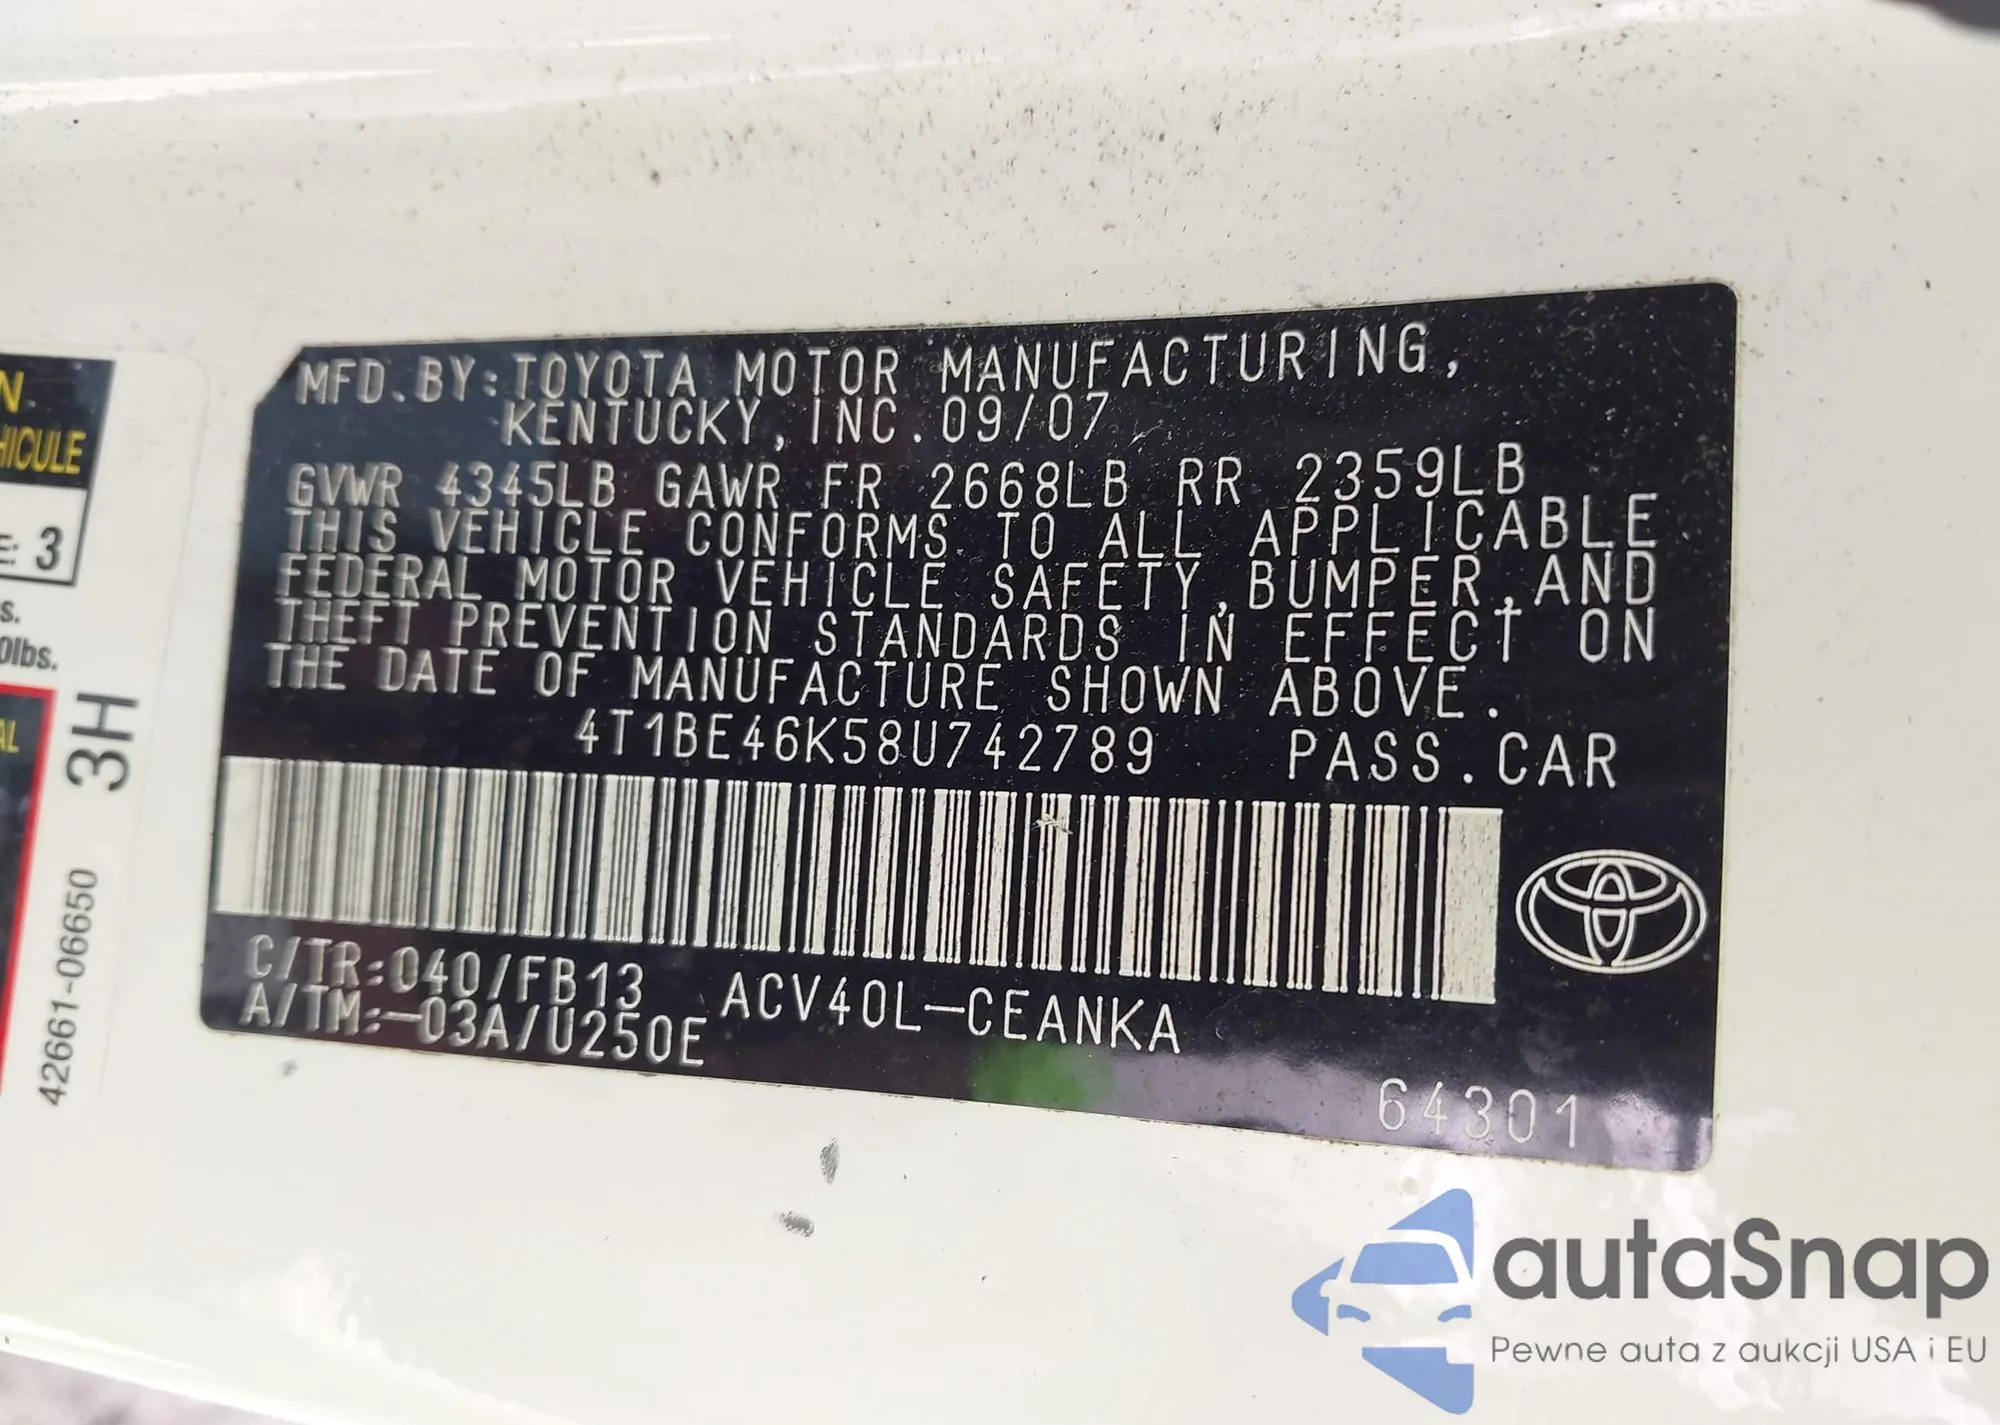 MFD.BY:TOYOTA MOTOR MANUFACTURING,
KENTUCKY, INC. 09/07
GVWR 4345LB GAWR FR 2668LB RR 2359LB
THIS VEHICLE CONFORMS TO ALL APPLICABLE
FEDERAL MOTOR VEHICLE SAFETY,BUMPER,AND
THEFT PREVENTION STANDARDS IN EFFECT ON
THE DATE OF MANUFACTURE SHOWN ABOVE.
4T1BE46K58U742789 PASS.CAR
C/TR:040/FB13 ACV40L-CEANKA
A/TM:-03A/U250E
64301
3
lbs.
3H
42661-06650
autaSnap
Pewne auta z aukcji USA i EU